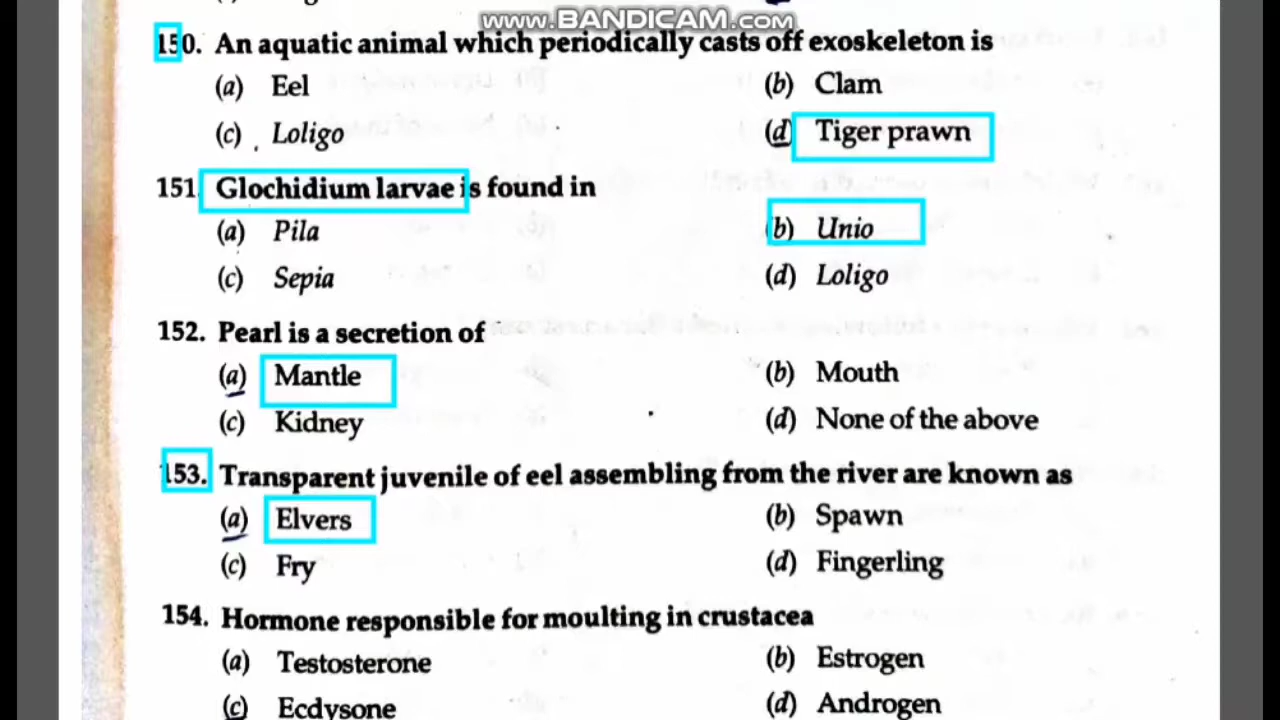 www.BANDICAM.com
150. An aquatic animal which periodically casts off exoskeleton is
(a) Eel (b) Clam
(c) Loligo (d) Tiger prawn
151. Glochidium larvae is found in
(a) Pila (b) Unio
(c) Sepia (d) Loligo
152. Pearl is a secretion of
(a) Mantle (b) Mouth
(c) Kidney (d) None of the above
153. Transparent juvenile of eel assembling from the river are known as
(a) Elvers (b) Spawn
(c) Fry (d) Fingerling
154. Hormone responsible for moulting in crustacea
(a) Testosterone (b) Estrogen
(c) Ecdysone (d) Androgen